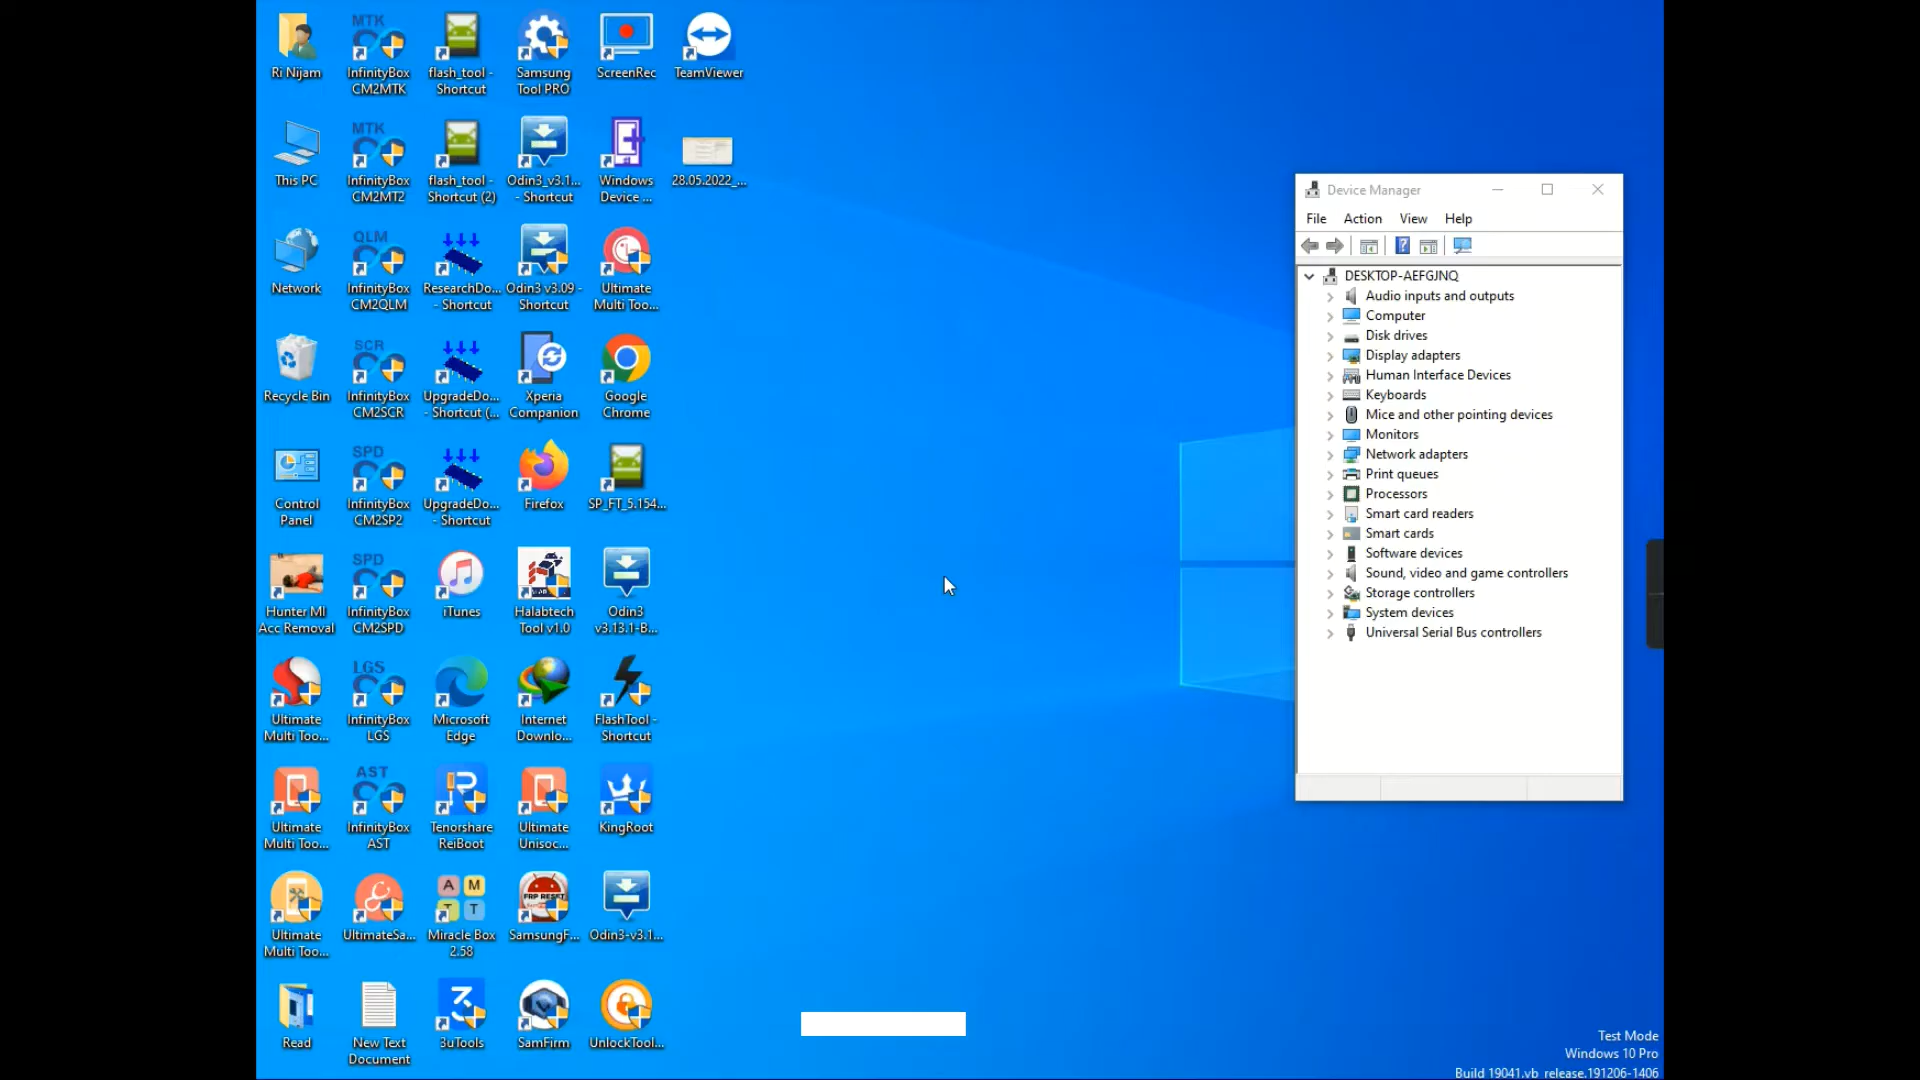 Ri Nijam
MTK
InfinityBox
CM2MTK
flash_tool -
Shortcut
Samsung
Tool PRO
ScreenRec
TeamViewer
This PC
MTK
InfinityBox
CM2MT2
flash_tool -
Shortcut (2)
Odin3_v3.1...
- Shortcut
Windows
Device ...
28.05.2022_...
Network
QLM
InfinityBox
CM2QLM
ResearchDo...
- Shortcut
Odin3 v3.09 -
Shortcut
Ultimate
Multi Too...
Recycle Bin
SCR
InfinityBox
CM2SCR
UpgradeDo...
- Shortcut (...
Xperia
Companion
Google
Chrome
Control
Panel
SPD
InfinityBox
CM2SP2
UpgradeDo...
- Shortcut
Firefox
SP_FT_5.154...
Hunter MI
Acc Removal
SPD
InfinityBox
CM2SPD
iTunes
Halabtech
Tool v1.0
Odin3
v3.13.1-B...
Ultimate
Multi Too...
LGS
InfinityBox
LGS
Microsoft
Edge
Internet
Downlo...
FlashTool -
Shortcut
Ultimate
Multi Too...
AST
InfinityBox
AST
Tenorshare
ReiBoot
Ultimate
Unisoc...
KingRoot
Ultimate
Multi Too...
UltimateSa...
A M
T
Miracle Box
2.58
FRP RESET
SamsungF...
Odin3-v3.1...
Read
New Text
Document
3uTools
SamFirm
UnlockTool...
Device Manager
File Action View Help
DESKTOP-AEFGJNQ
Audio inputs and outputs
Computer
Disk drives
Display adapters
Human Interface Devices
Keyboards
Mice and other pointing devices
Monitors
Network adapters
Print queues
Processors
Smart card readers
Smart cards
Software devices
Sound, video and game controllers
Storage controllers
System devices
Universal Serial Bus controllers
Test Mode
Windows 10 Pro
Build 19041.vb_release.191206-1406